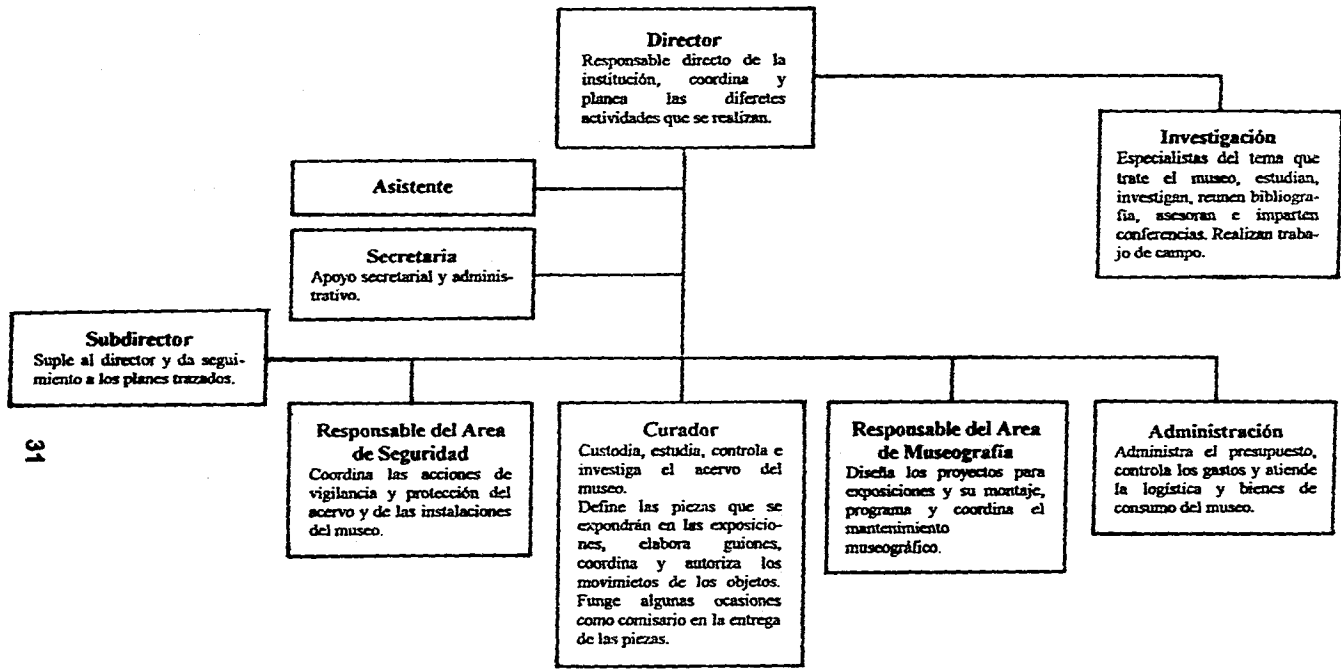 Director
Responsable directo de la
institución, coordina y
planea las diferetes
actividades que se realizan.
Investigación
Especialistas del tema que
trate el museo, estudian,
investigan, reunen bibliogra-
fía, asesoran e imparten
conferencias. Realizan traba-
jo de campo.
Asistente
Secretaria
Apoyo secretarial y adminis-
trativo.
Subdirector
Suple al director y da segui-
miento a los planes trazados.
Responsable del Area
de Seguridad
Coordina las acciones de
vigilancia y protección del
acervo y de las instalaciones
del museo.
Curador
Custodia, estudia, controla e
investiga el acervo del
museo.
Define las piezas que se
expondrán en las exposicio-
nes, elabora guiones,
coordina y autoriza los
movimietos de los objetos.
Funge algunas ocasiones
como comisario en la entrega
de las piezas.
Responsable del Area
de Museografía
Diseña los proyectos para
exposiciones y su montaje,
programa y coordina el
mantenimiento
museográfico.
Administración
Administra el presupuesto,
controla los gastos y atiende
la logística y bienes de
consumo del museo.
31